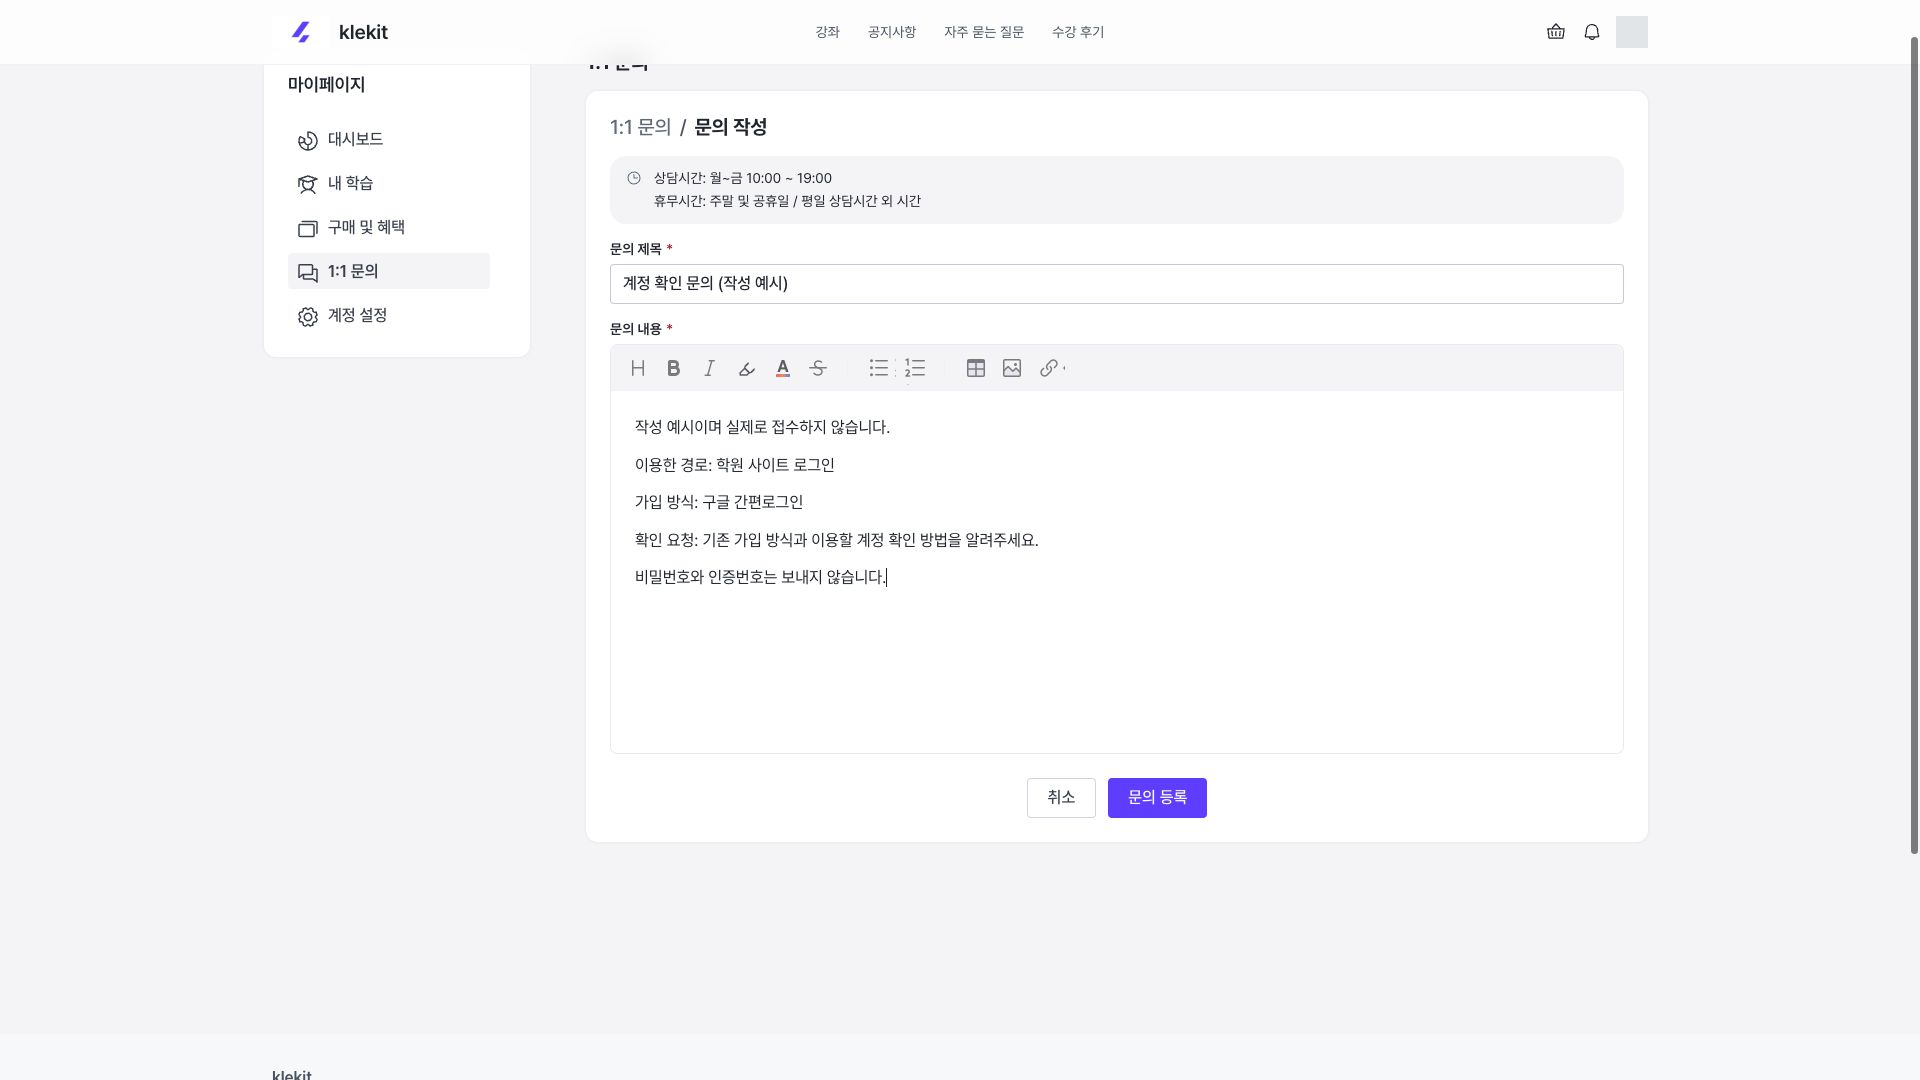 klekit
강좌
공지사항
자주 묻는 질문
수강 후기
마이페이지
대시보드
내 학습
구매 및 혜택
1:1 문의
계정 설정
1:1 문의
1:1 문의 / 문의 작성
상담시간: 월~금 10:00 ~ 19:00
휴무시간: 주말 및 공휴일 / 평일 상담시간 외 시간
문의 제목 *
계정 확인 문의 (작성 예시)
문의 내용 *
작성 예시이며 실제로 접수하지 않습니다.
이용한 경로: 학원 사이트 로그인
가입 방식: 구글 간편로그인
확인 요청: 기존 가입 방식과 이용할 계정 확인 방법을 알려주세요.
비밀번호와 인증번호는 보내지 않습니다.
취소
문의 등록
klekit